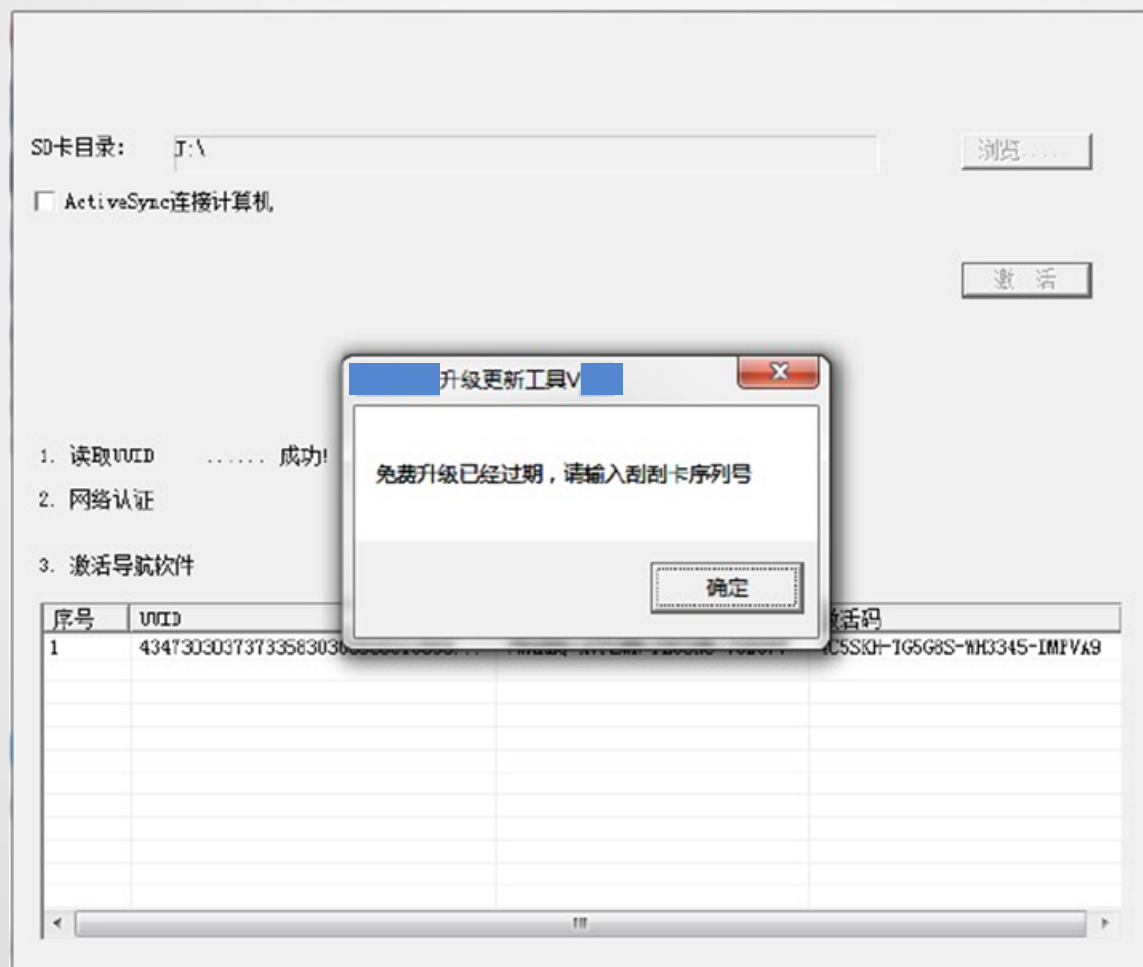 SD卡目录:
J:\
浏览.....
ActiveSync连接计算机
激 活
升级更新工具V
免费升级已经过期，请输入刮刮卡序列号
确定
1. 读取UUID ...... 成功!
2. 网络认证
3. 激活导航软件
序号 UUID 激活码
1 C5SKH-TG5G8S-WH3345-DMPVA9